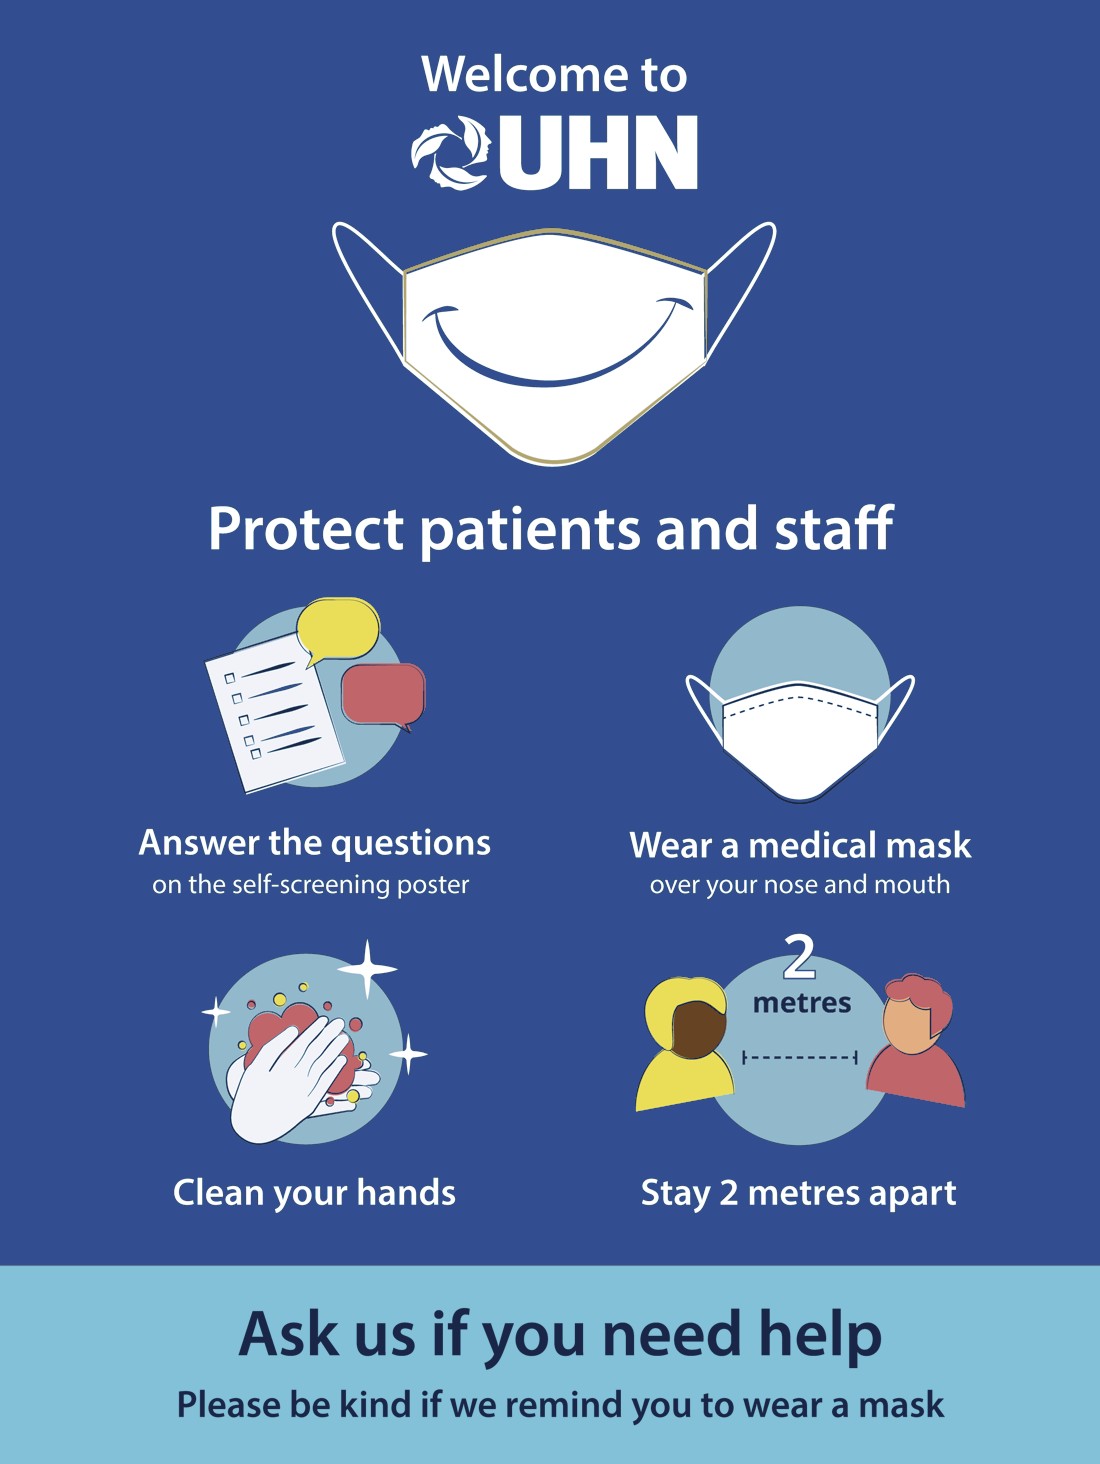 Welcome to
UHN
Protect patients and staff
Answer the questions
on the self-screening poster
Wear a medical mask
over your nose and mouth
2
metres
Clean your hands
Stay 2 metres apart
Ask us if you need help
Please be kind if we remind you to wear a mask